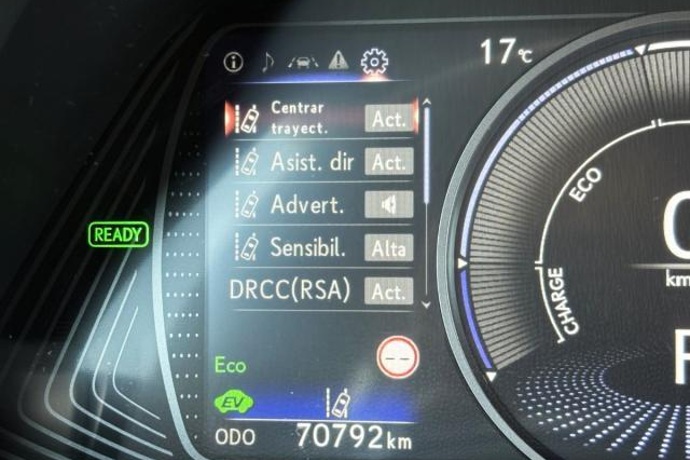 17°C
Centrar
trayect. Act.
Asist. dir Act.
Advert.
Sensibil. Alta
DRCC(RSA) Act.
READY
ECO
CHARGE
Eco
--
EV
ODO 70792km